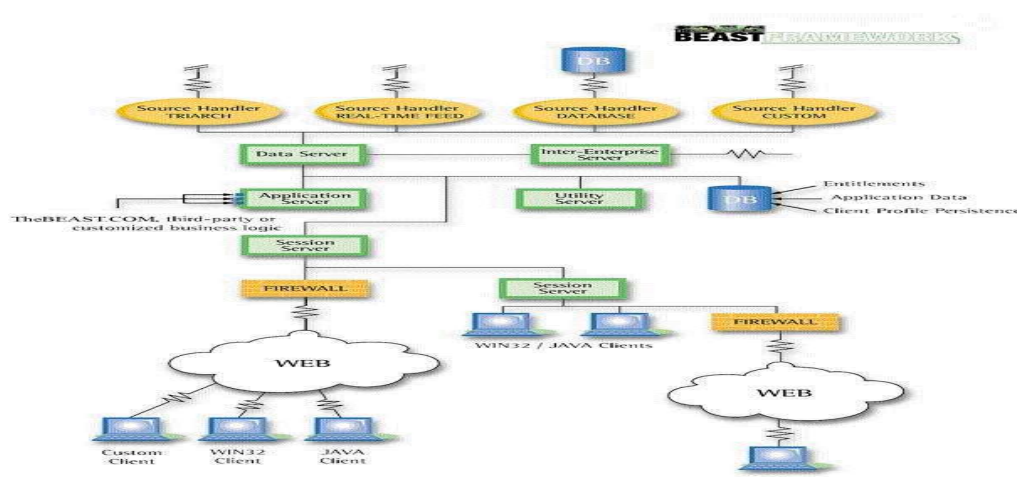 BEAST FRAMEWORKS
DB
Source Handler
TRIARCH
Source Handler
REAL-TIME FEED
Source Handler
DATABASE
Source Handler
CUSTOM
Data Server
Inter-Enterprise
Server
Application
Server
Utility
Server
DB
Entitlements
Application Data
Client Profile Persistence
TheBEAST.COM, third-party or
customized business logic
Session
Server
FIREWALL
Session
Server
FIREWALL
WIN32 / JAVA Clients
WEB
WEB
Custom
Client
WIN32
Client
JAVA
Client